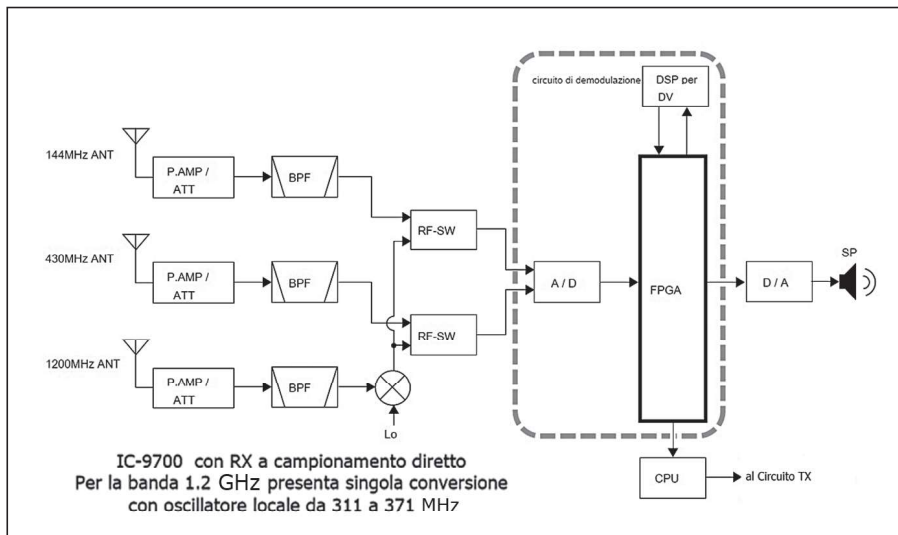 circuito di demodulazione
DSP per
DV
144MHz ANT
P.AMP /
ATT
BPF
RF-SW
430MHz ANT
P.AMP /
ATT
BPF
RF-SW
A / D
FPGA
D / A
SP
1200MHz ANT
P.AMP /
ATT
BPF
Lo
CPU
al Circuito TX
IC-9700 con RX a campionamento diretto
Per la banda 1.2 GHz presenta singola conversione
con oscillatore locale da 311 a 371 MHz